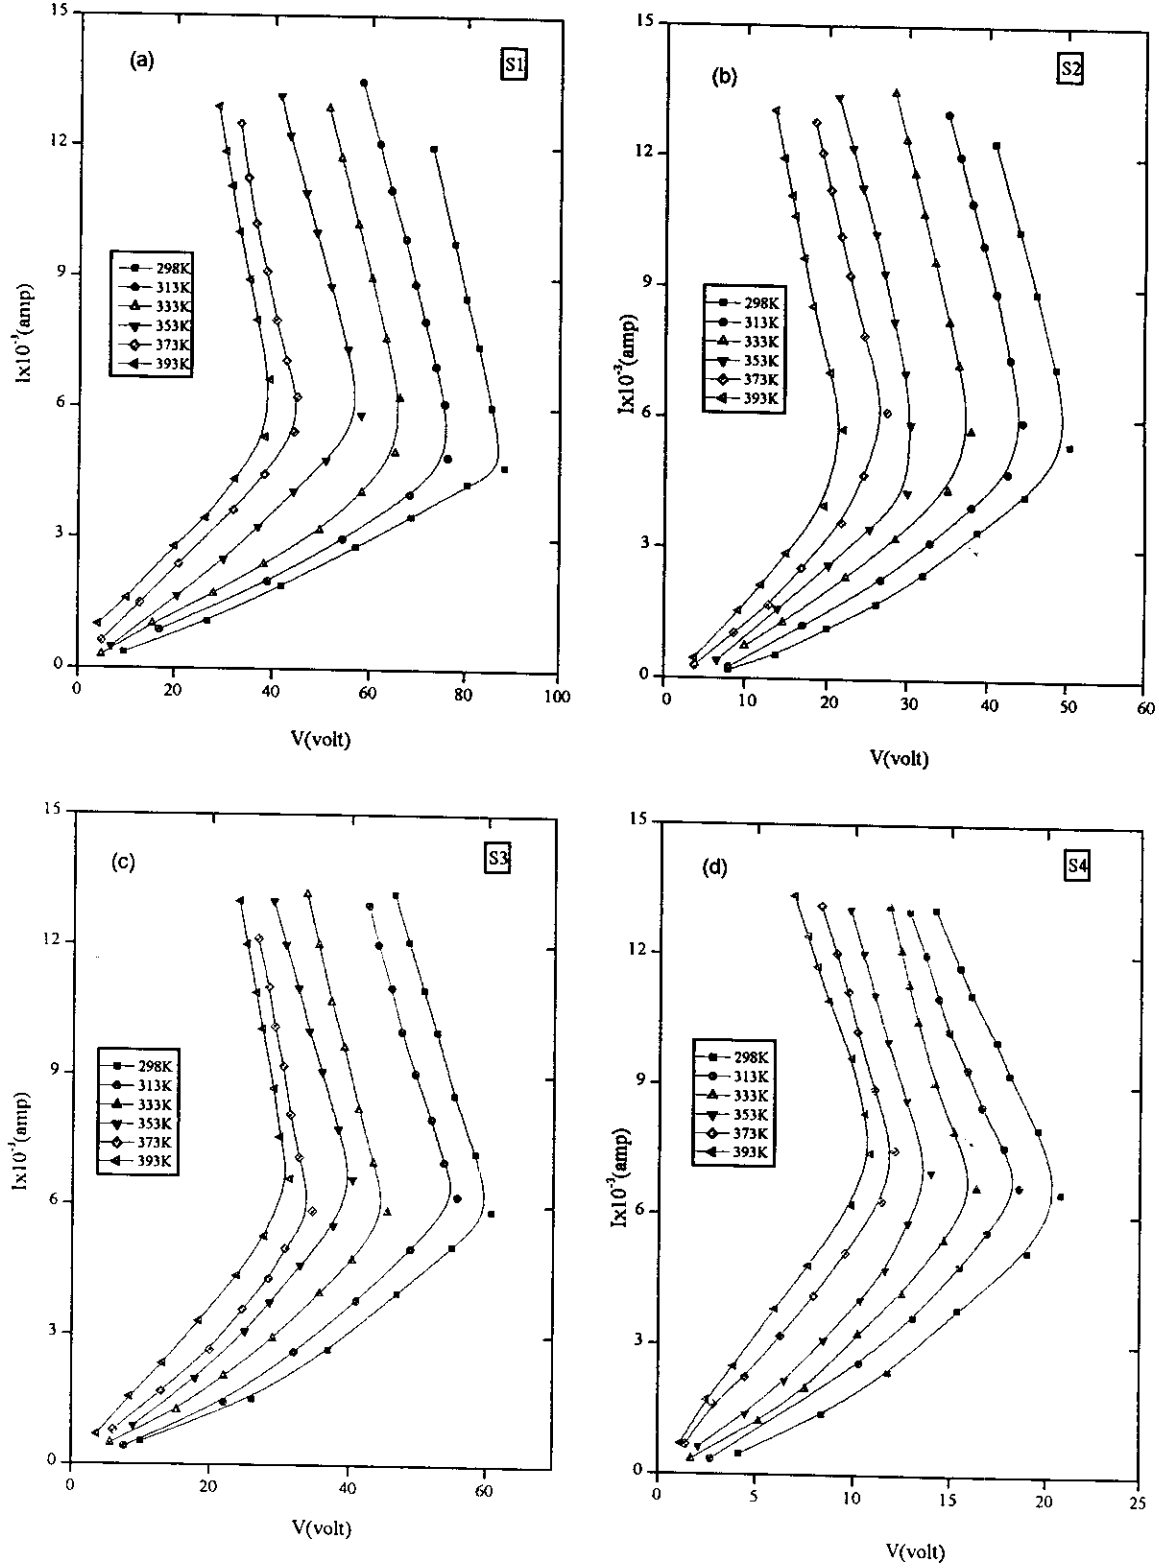 (a)
S1
15
12
9
6
3
0
Ix10⁻³(amp)
298K
313K
333K
353K
373K
393K
0 20 40 60 80 100
V(volt)
(b)
S2
15
12
9
6
3
0
Ix10⁻³(amp)
298K
313K
333K
353K
373K
393K
0 10 20 30 40 50 60
V(volt)
(c)
S3
15
12
9
6
3
0
Ix10⁻³(amp)
298K
313K
333K
353K
373K
393K
0 20 40 60
V(volt)
(d)
S4
15
12
9
6
3
0
Ix10⁻³(amp)
298K
313K
333K
353K
373K
393K
0 5 10 15 20 25
V(volt)